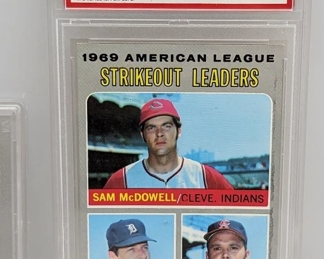 1969 AMERICAN LEAGUE
STRIKEOUT LEADERS
SAM McDOWELL/CLEVE. INDIANS